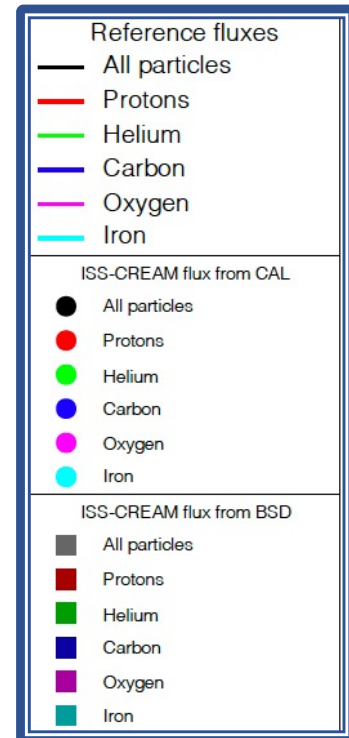 Reference fluxes
All particles
Protons
Helium
Carbon
Oxygen
Iron
ISS-CREAM flux from CAL
All particles
Protons
Helium
Carbon
Oxygen
Iron
ISS-CREAM flux from BSD
All particles
Protons
Helium
Carbon
Oxygen
Iron